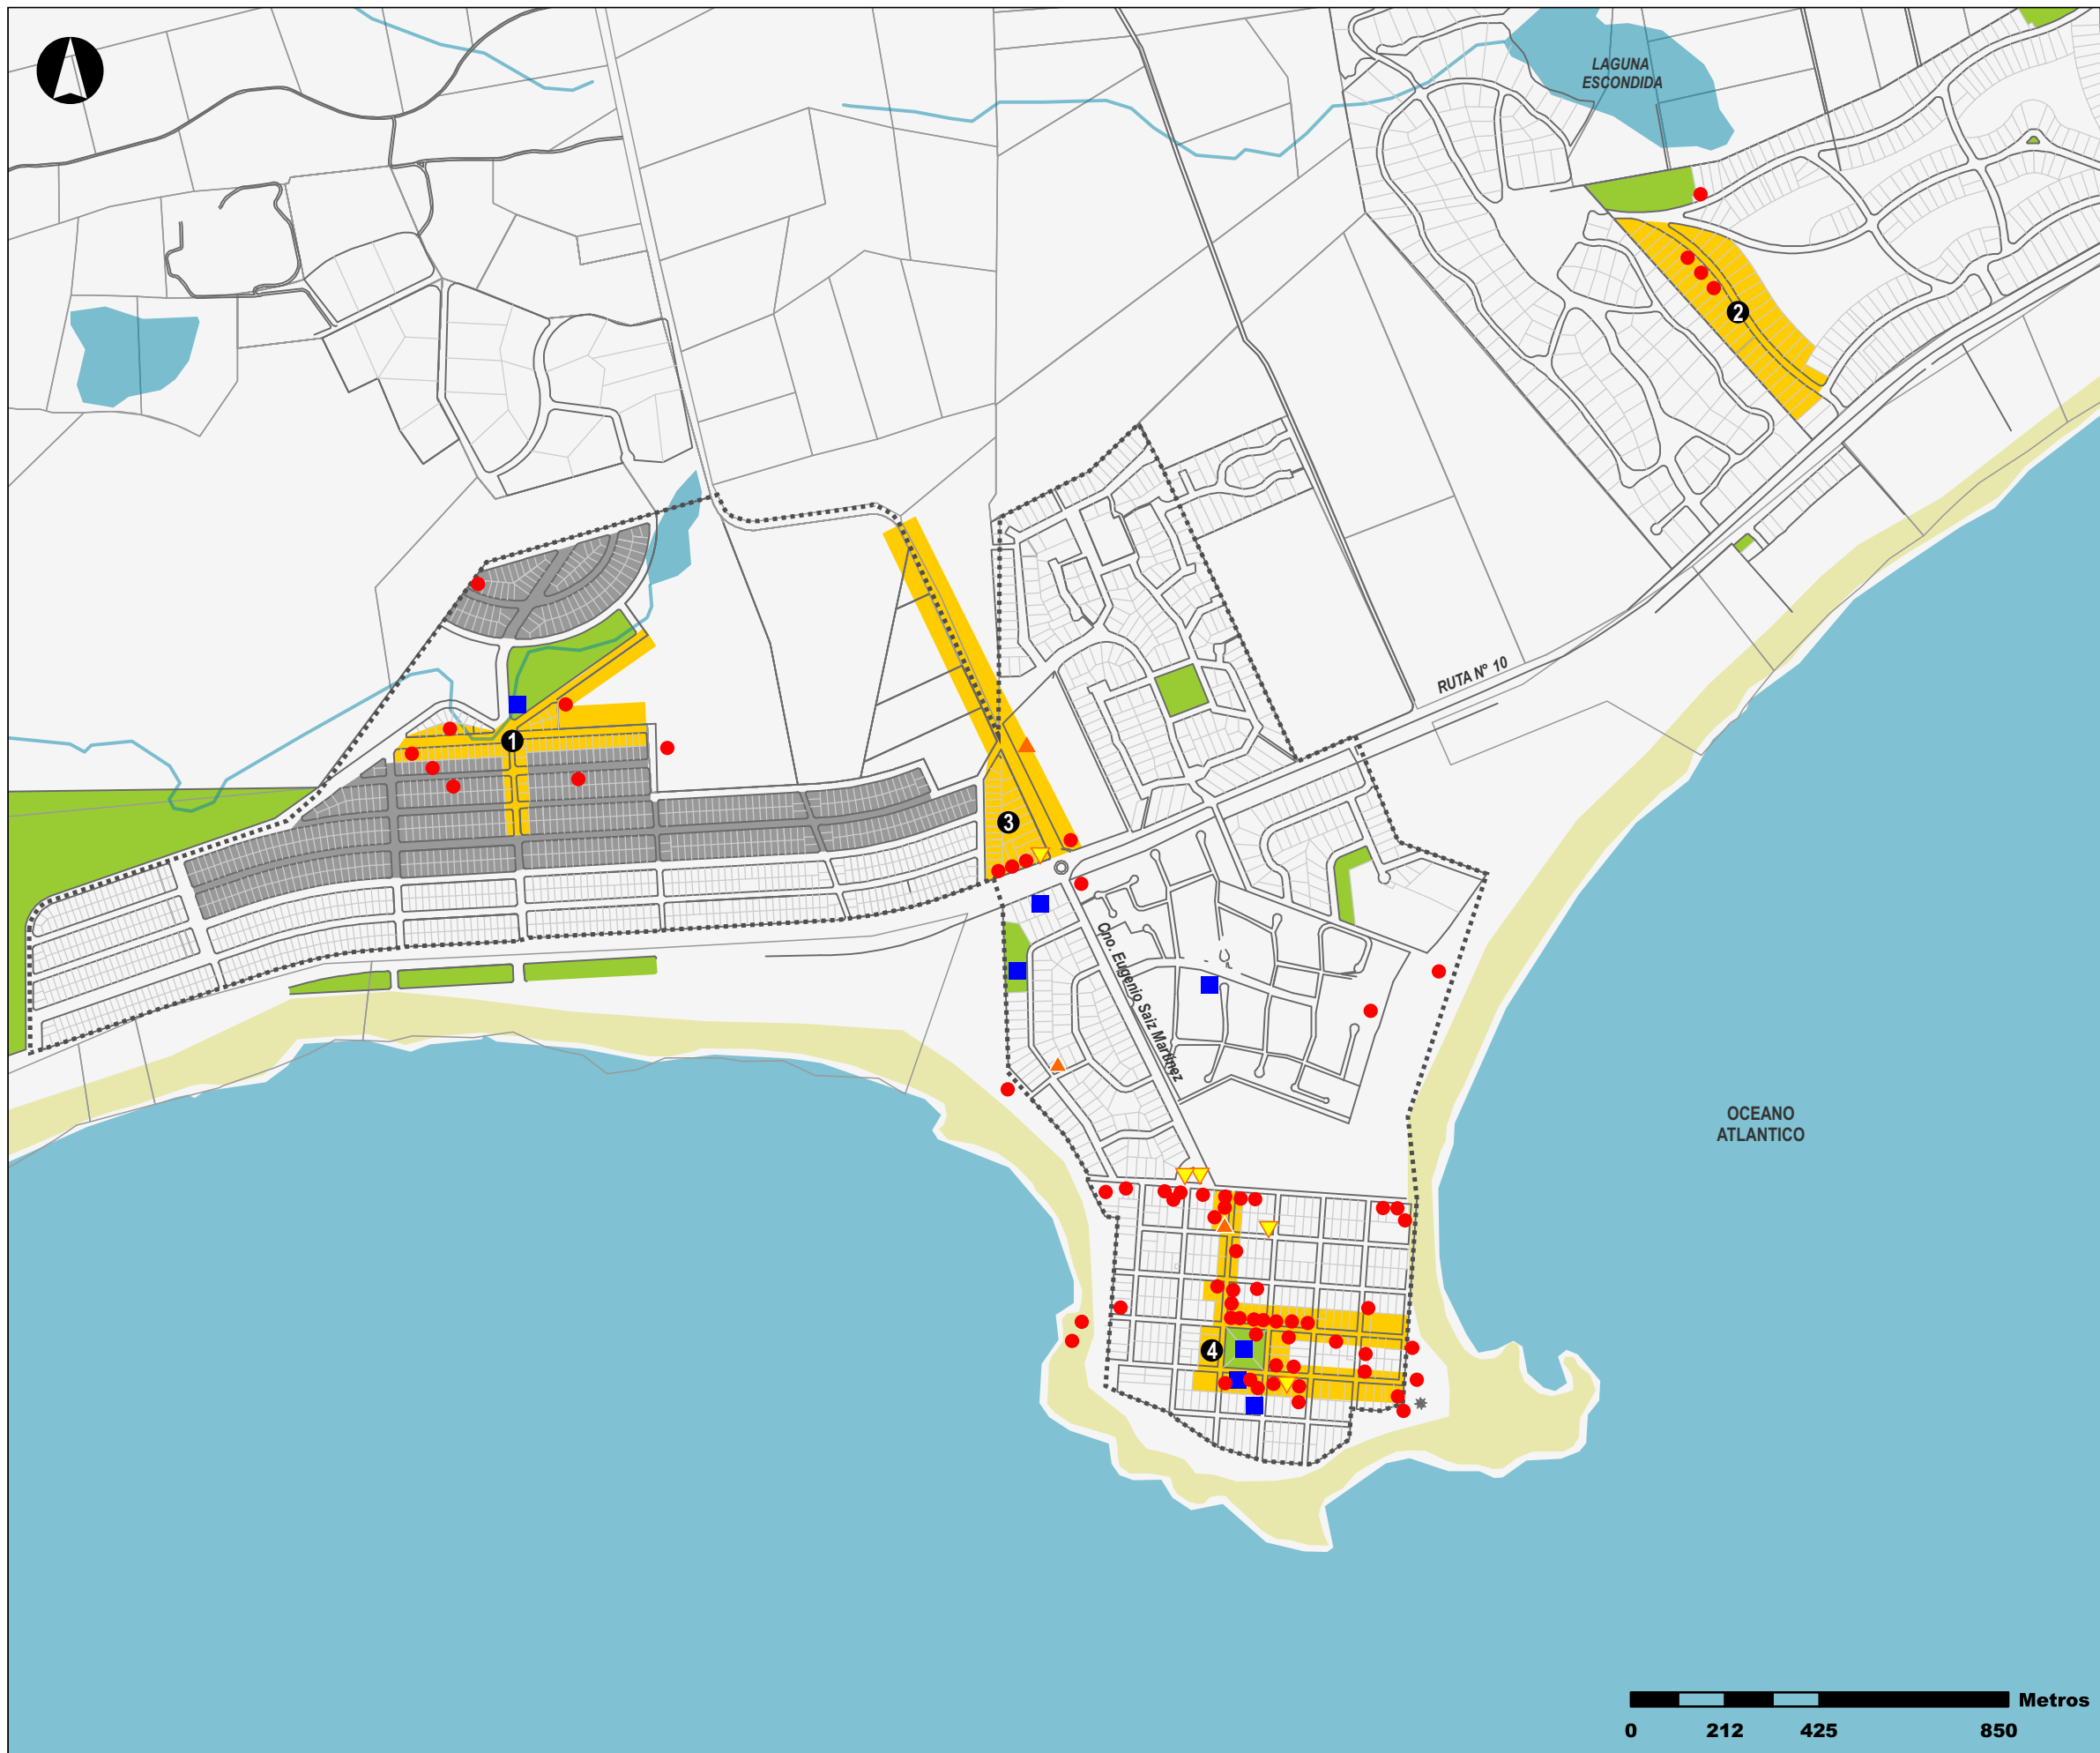 LAGUNA
ESCONDIDA
2
RUTA N° 10
1
3
Cno. Eugenio Saiz Martinez
OCEANO
ATLANTICO
4
Metros
0 212 425 850